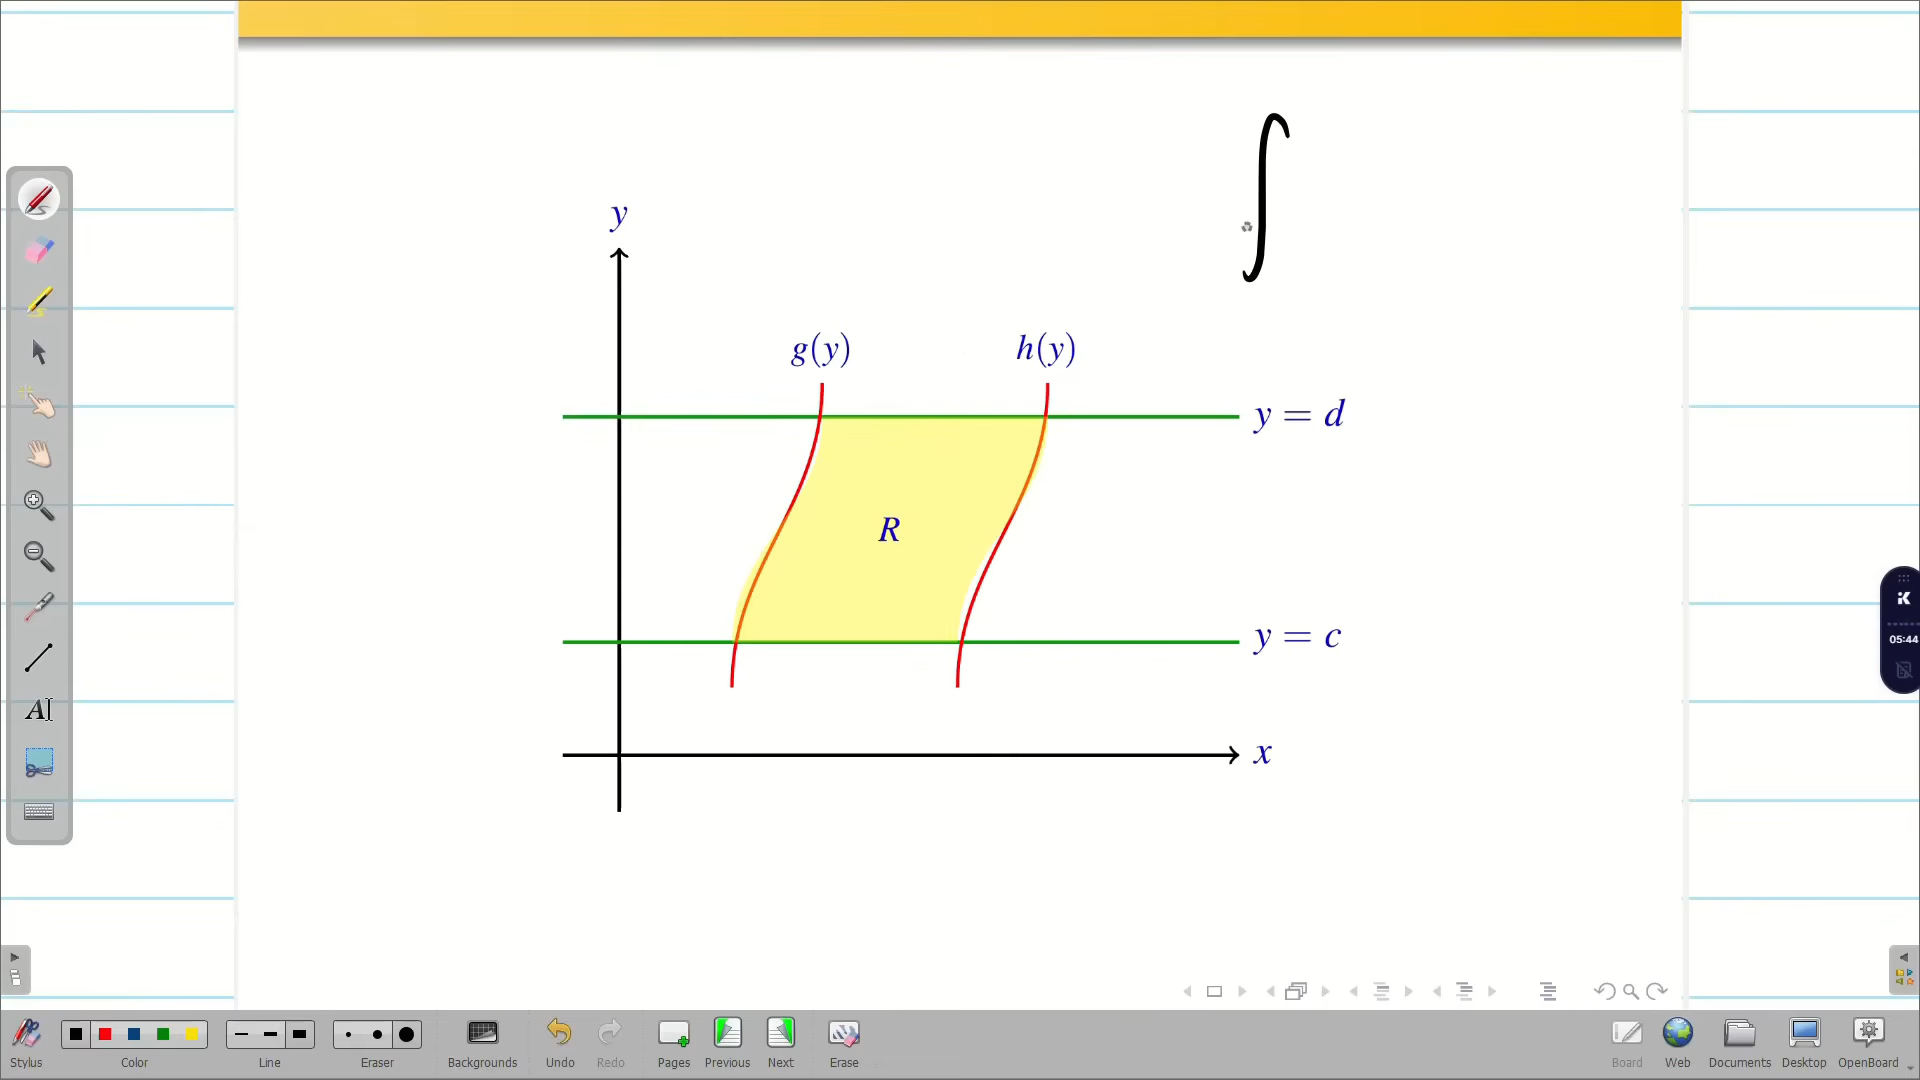 ∫
y
g(y) h(y)
y = d
R
y = c
x
05:44
Stylus Color Line Eraser Backgrounds Undo Redo Pages Previous Next Erase Board Web Documents Desktop OpenBoard